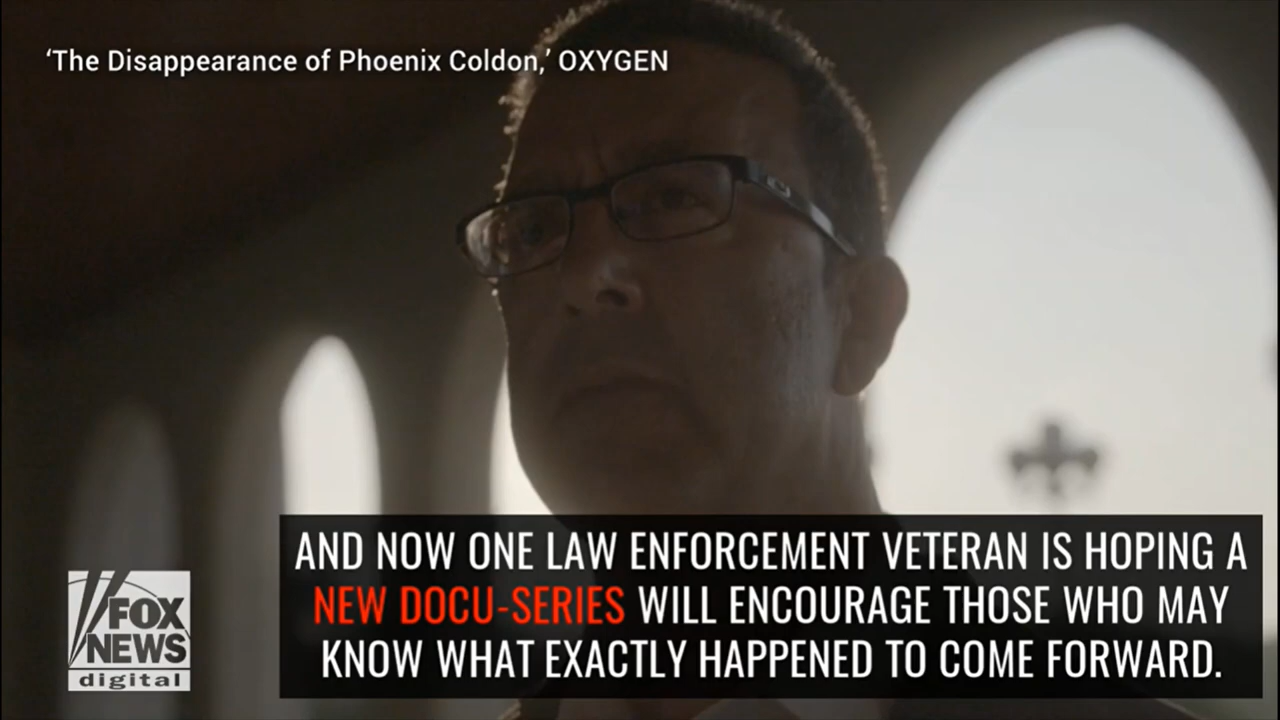 ‘The Disappearance of Phoenix Coldon,’ OXYGEN
AND NOW ONE LAW ENFORCEMENT VETERAN IS HOPING A
NEW DOCU-SERIES WILL ENCOURAGE THOSE WHO MAY
KNOW WHAT EXACTLY HAPPENED TO COME FORWARD.
FOX
NEWS
digital